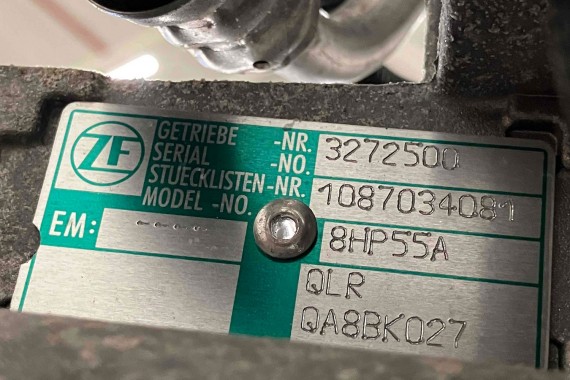 ZF
GETRIEBE -NR. 3272500
SERIAL -NO.
STUECKLISTEN-NR. 1087034081
MODEL -NO.
EM: ---- 8HP55A
QLR
QA8BK027